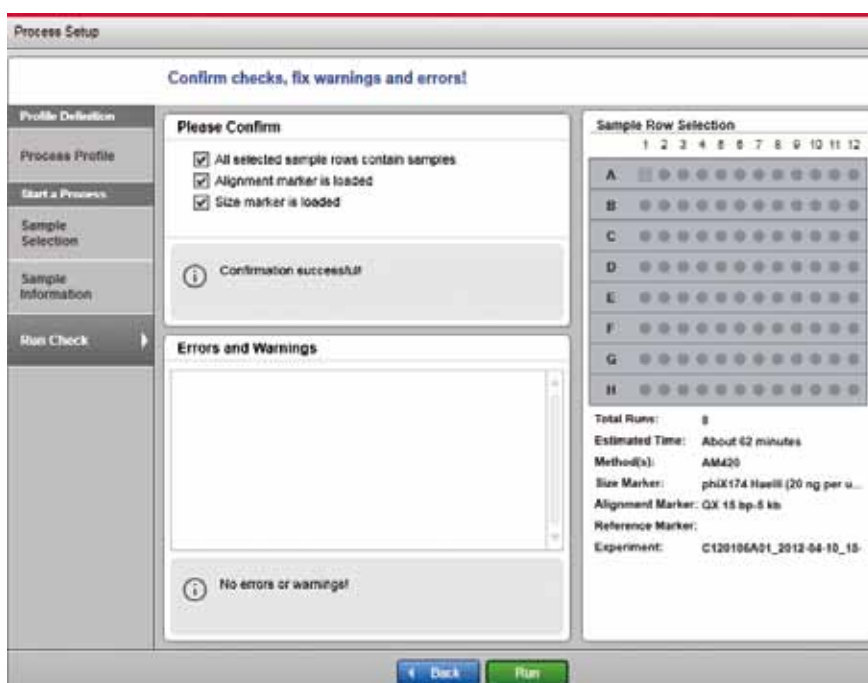 Process Setup
Confirm checks, fix warnings and errors!
Profile Definition
Process Profile
Start a Process
Sample
Selection
Sample
Information
Run Check
Please Confirm
All selected sample rows contain samples
Alignment marker is loaded
Size marker is loaded
Confirmation successful!
Errors and Warnings
No errors or warnings!
Sample Row Selection
1 2 3 4 5 6 7 8 9 10 11 12
A
B
C
D
E
F
G
H
Total Runs: 8
Estimated Time: About 62 minutes
Method(s): AM420
Size Marker: phiX174 HaeIII (20 ng per u...
Alignment Marker: QX 15 bp-5 kb
Reference Marker:
Experiment: C120106A01_2012-04-10_18-
Back
Run